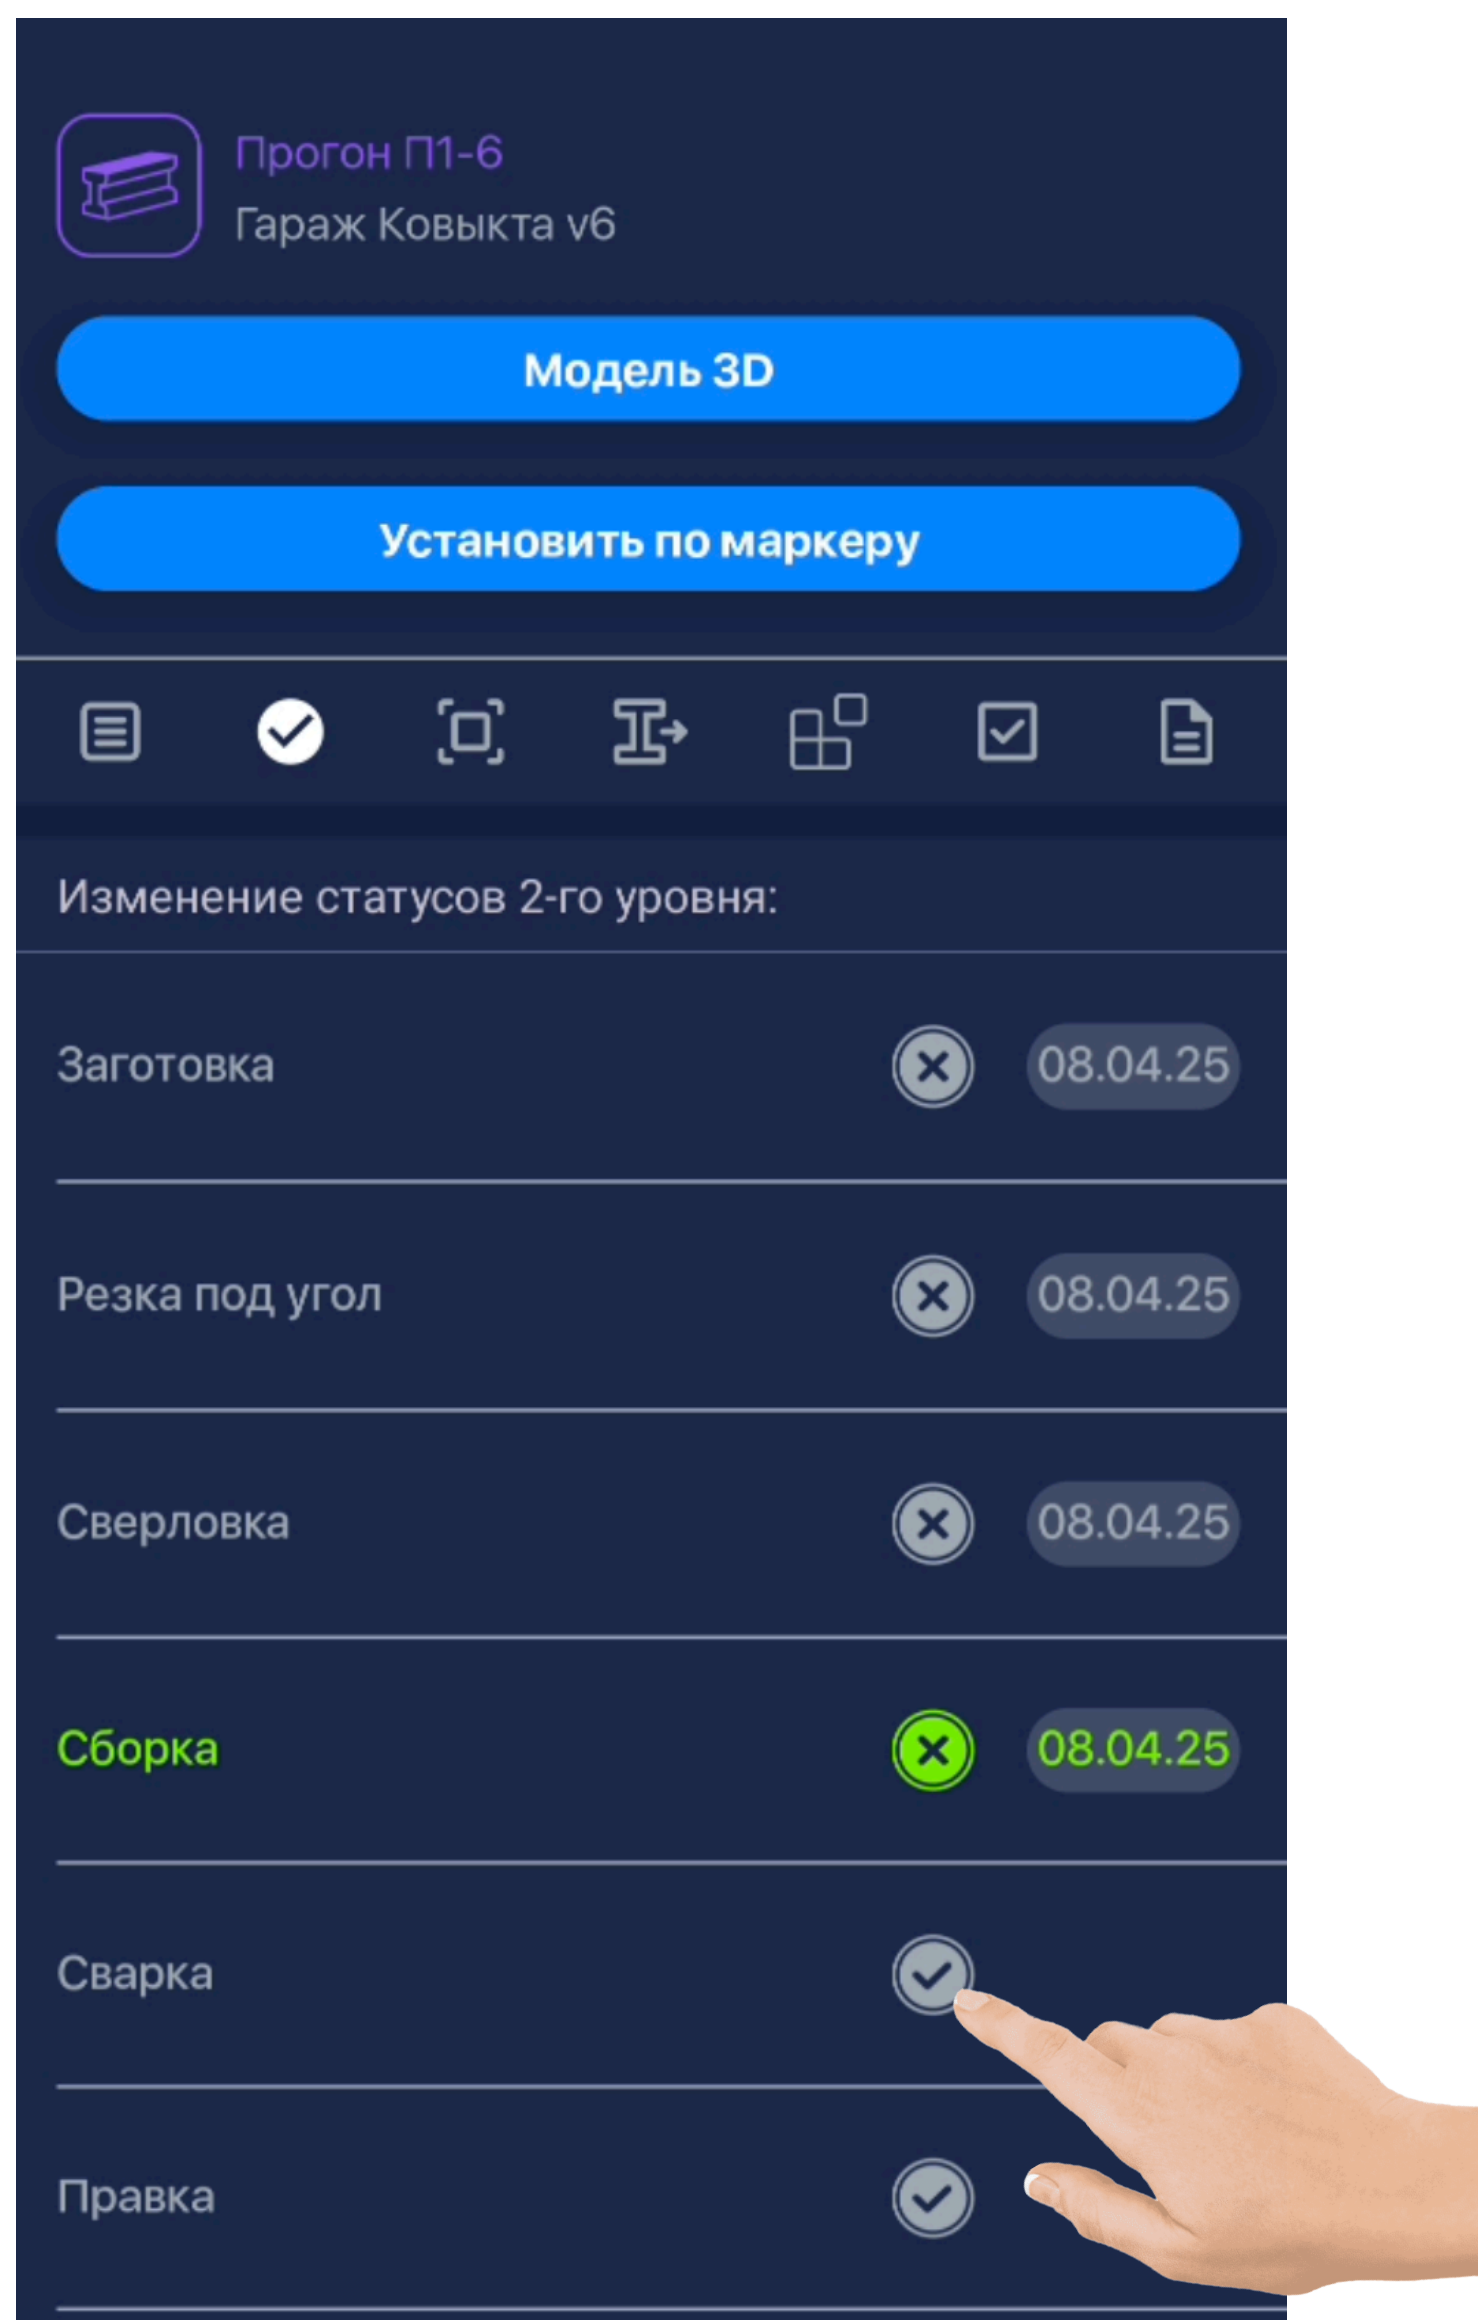 Прогон П1-6
Гараж Ковыкта v6
Модель 3D
Установить по маркеру
Изменение статусов 2-го уровня:
Заготовка 08.04.25
Резка под угол 08.04.25
Сверловка 08.04.25
Сборка 08.04.25
Сварка
Правка